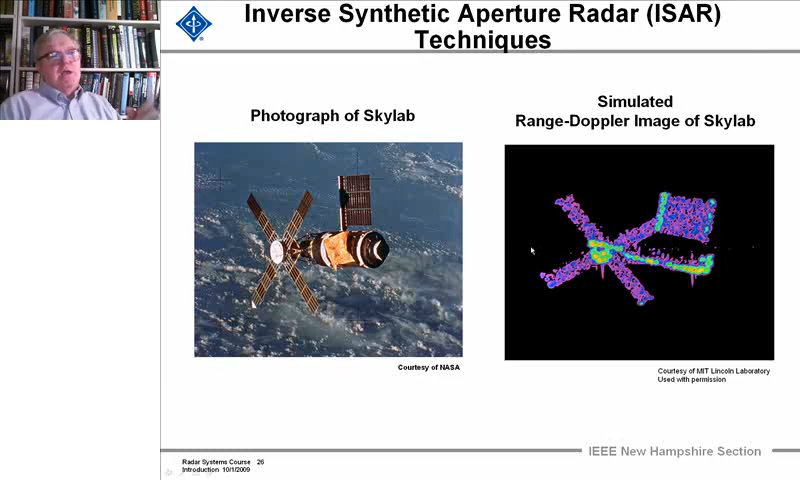 Inverse Synthetic Aperture Radar (ISAR)
Techniques
Photograph of Skylab
Simulated
Range-Doppler Image of Skylab
Courtesy of NASA
Courtesy of MIT Lincoln Laboratory
Used with permission
IEEE New Hampshire Section
Radar Systems Course 26
Introduction 10/1/2009